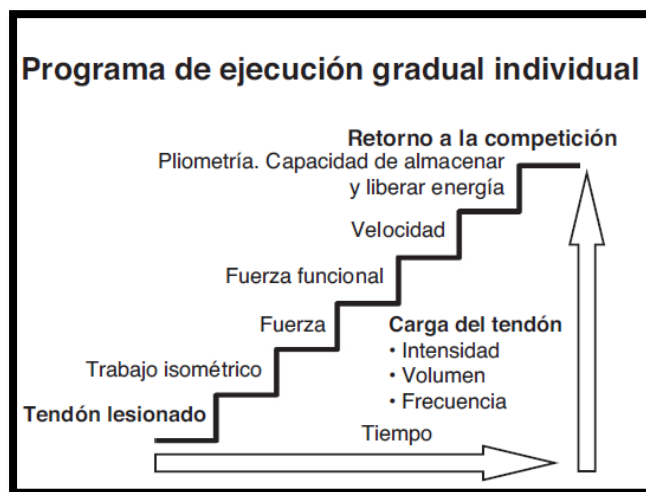 Programa de ejecución gradual individual
Retorno a la competición
Pliometría. Capacidad de almacenar
y liberar energía
Velocidad
Fuerza funcional
Fuerza
Carga del tendón
• Intensidad
• Volumen
• Frecuencia
Trabajo isométrico
Tendón lesionado
Tiempo